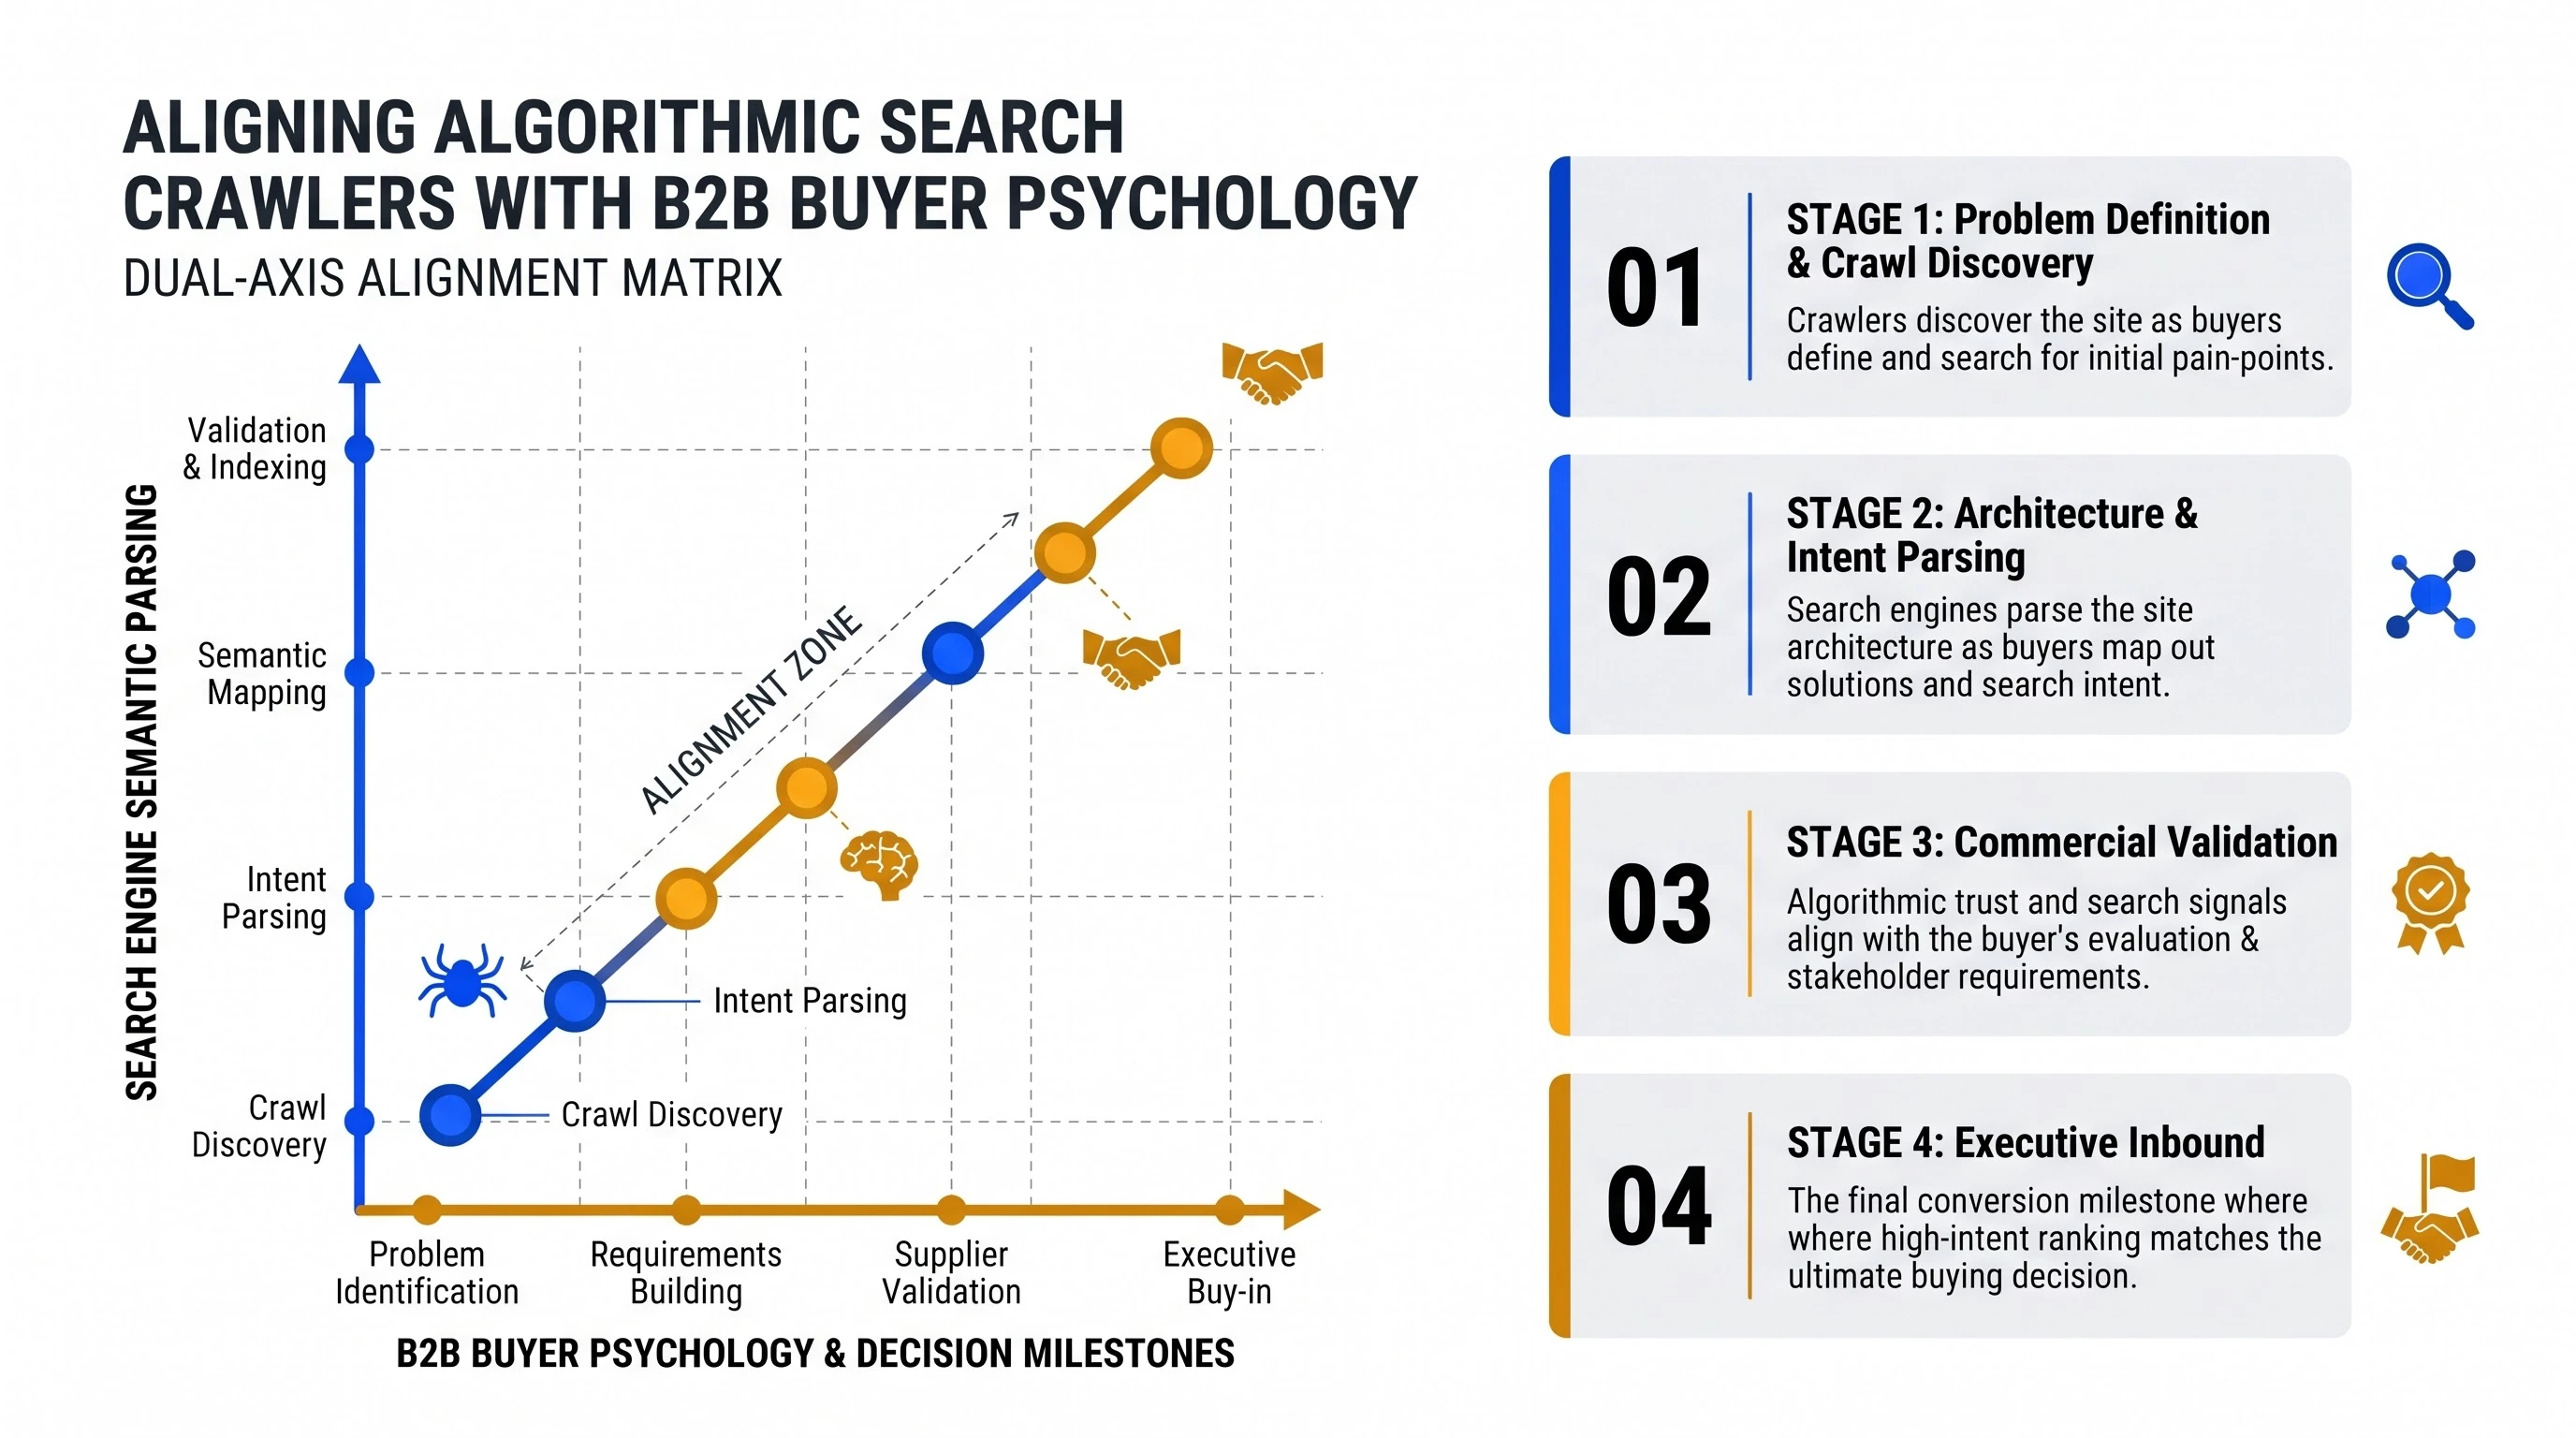 ALIGNING ALGORITHMIC SEARCH
CRAWLERS WITH B2B BUYER PSYCHOLOGY
DUAL-AXIS ALIGNMENT MATRIX
SEARCH ENGINE SEMANTIC PARSING
Validation
& Indexing
Semantic
Mapping
Intent
Parsing
Crawl
Discovery
ALIGNMENT ZONE
Intent Parsing
Crawl Discovery
Problem
Identification
Requirements
Building
Supplier
Validation
Executive
Buy-in
B2B BUYER PSYCHOLOGY & DECISION MILESTONES
01
STAGE 1: Problem Definition
& Crawl Discovery
Crawlers discover the site as buyers
define and search for initial pain-points.
02
STAGE 2: Architecture &
Intent Parsing
Search engines parse the site
architecture as buyers map out
solutions and search intent.
03
STAGE 3: Commercial Validation
Algorithmic trust and search signals
align with the buyer's evaluation &
stakeholder requirements.
04
STAGE 4: Executive Inbound
The final conversion milestone where
where high-intent ranking matches the
ultimate buying decision.